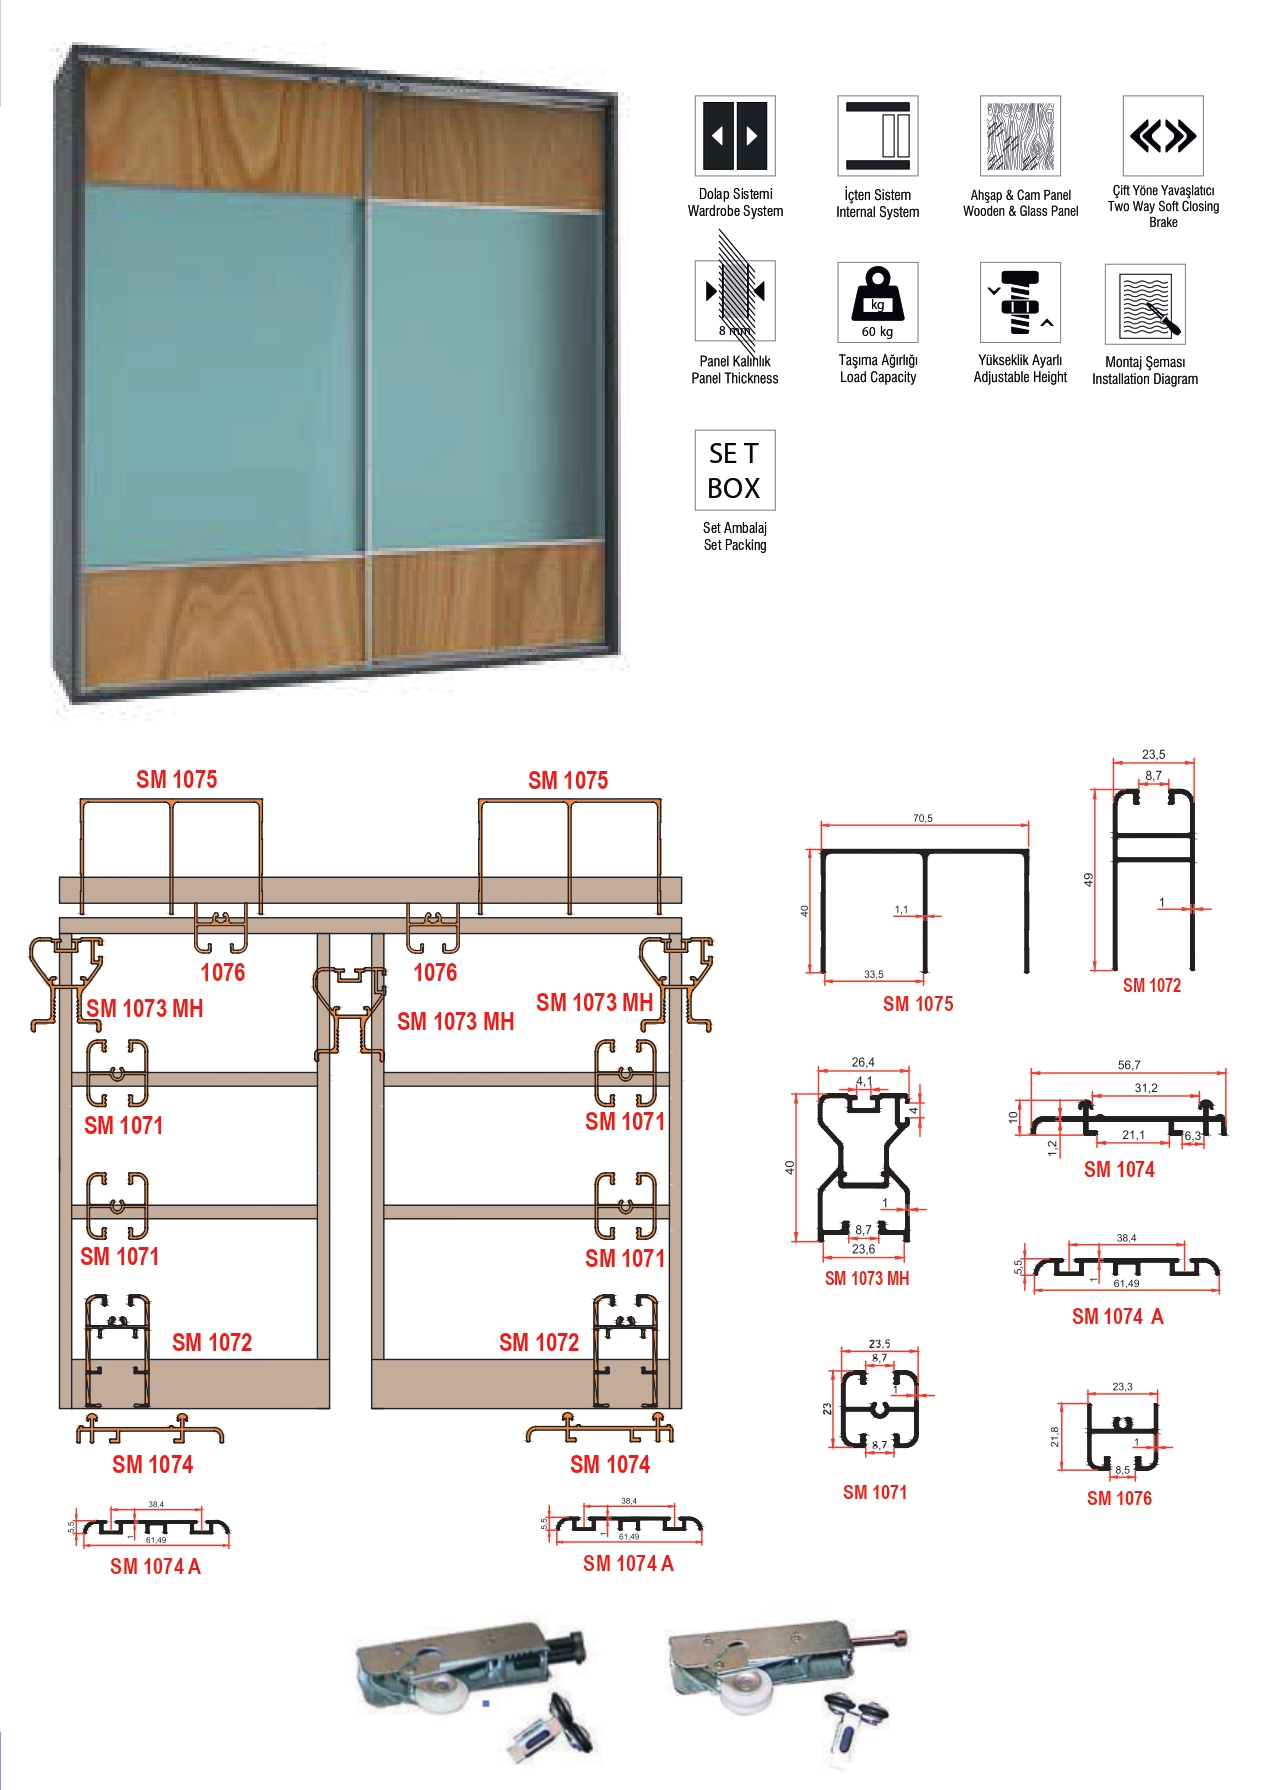 Dolap Sistemi
Wardrobe System
İçten Sistem
Internal System
Ahşap & Cam Panel
Wooden & Glass Panel
Çift Yöne Yavaşlatıcı
Two Way Soft Closing
Brake
8 mm
Panel Kalınlık
Panel Thickness
kg
60 kg
Taşıma Ağırlığı
Load Capacity
Yükseklik Ayarlı
Adjustable Height
Montaj Şeması
Installation Diagram
SET
BOX
Set Ambalaj
Set Packing
SM 1075
SM 1075
1076
1076
SM 1073 MH
SM 1073 MH
SM 1073 MH
SM 1071
SM 1071
SM 1071
SM 1071
SM 1072
SM 1072
SM 1074
SM 1074
38,4
5,5
1
61,49
SM 1074 A
38,4
5,5
1
61,49
SM 1074 A
70,5
40
1,1
33,5
SM 1075
23,5
8,7
49
1
SM 1072
26,4
4,1
4
40
1
8,7
23,6
SM 1073 MH
56,7
31,2
10
1,2
21,1
6,3
SM 1074
38,4
5,5
1
61,49
SM 1074 A
23,5
8,7
1
23
8,7
SM 1071
23,3
21,8
1
8,5
SM 1076